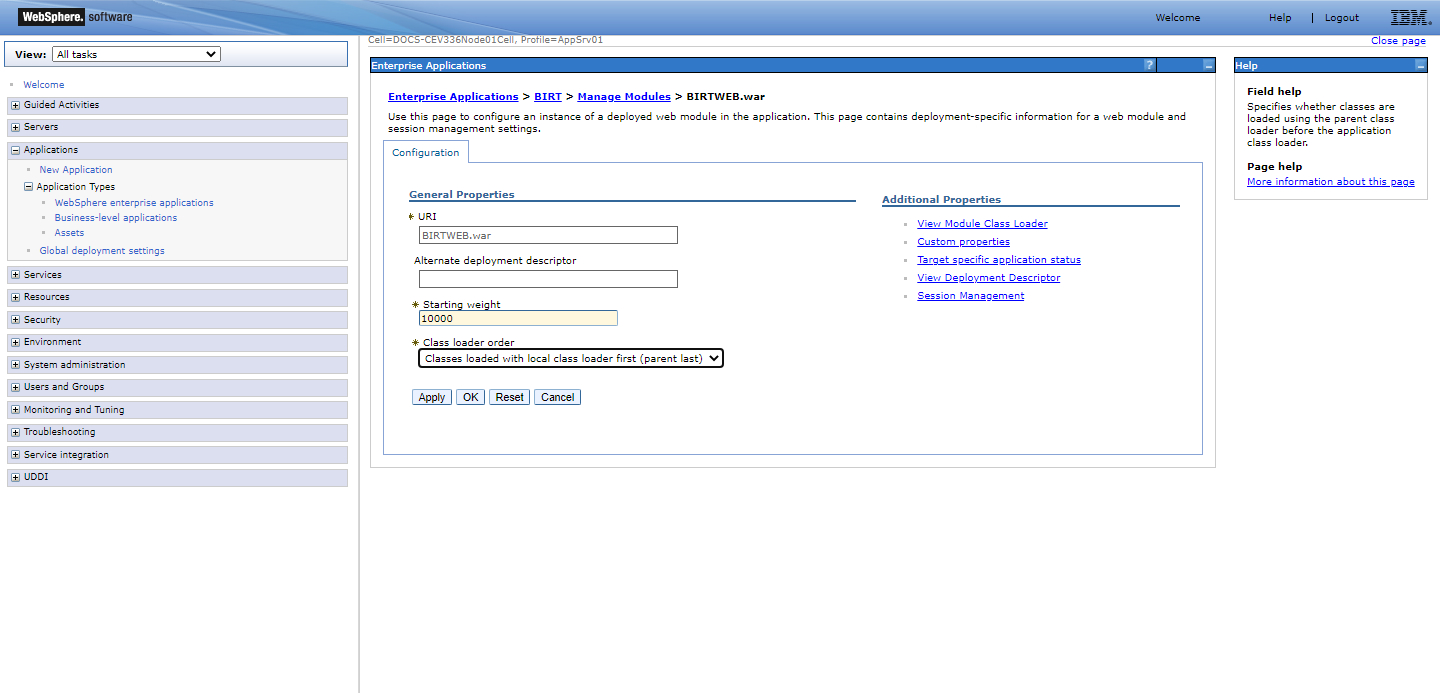 WebSphere. software
Welcome
Help | Logout
IBM.
View: All tasks
Cell=DOCS-CEV336Node01Cell, Profile=AppSrv01
Close page
Welcome
Guided Activities
Servers
Applications
New Application
Application Types
WebSphere enterprise applications
Business-level applications
Assets
Global deployment settings
Services
Resources
Security
Environment
System administration
Users and Groups
Monitoring and Tuning
Troubleshooting
Service integration
UDDI
Enterprise Applications
?
Enterprise Applications > BIRT > Manage Modules > BIRTWEB.war
Use this page to configure an instance of a deployed web module in the application. This page contains deployment-specific information for a web module and
session management settings.
Configuration
General Properties
* URI
BIRTWEB.war
Alternate deployment descriptor
* Starting weight
10000
* Class loader order
Classes loaded with local class loader first (parent last)
Apply OK Reset Cancel
Additional Properties
View Module Class Loader
Custom properties
Target specific application status
View Deployment Descriptor
Session Management
Help
Field help
Specifies whether classes are
loaded using the parent class
loader before the application
class loader.
Page help
More information about this page